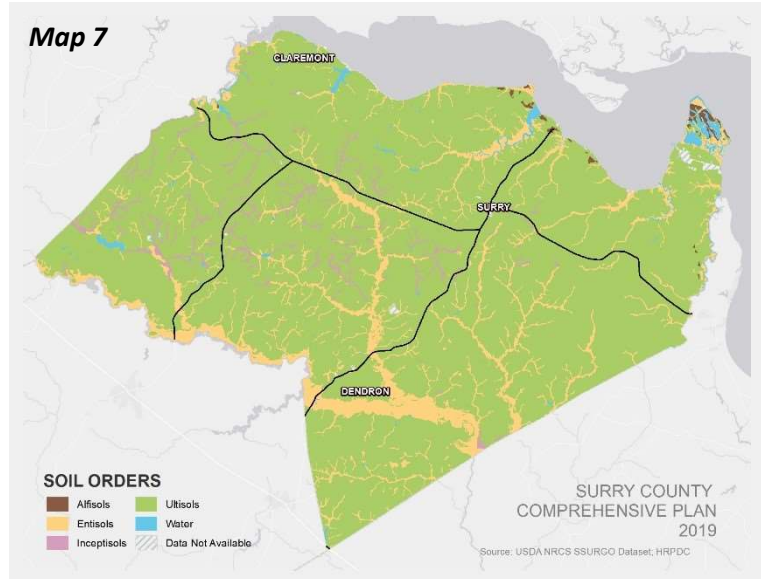 Map 7
CLAREMONT
SURRY
DENDRON
SOIL ORDERS
Alfisols
Ultisols
Entisols
Water
Inceptisols
Data Not Available
SURRY COUNTY
COMPREHENSIVE PLAN
2019
Source: USDA NRCS SSURGO Dataset; HRPDC